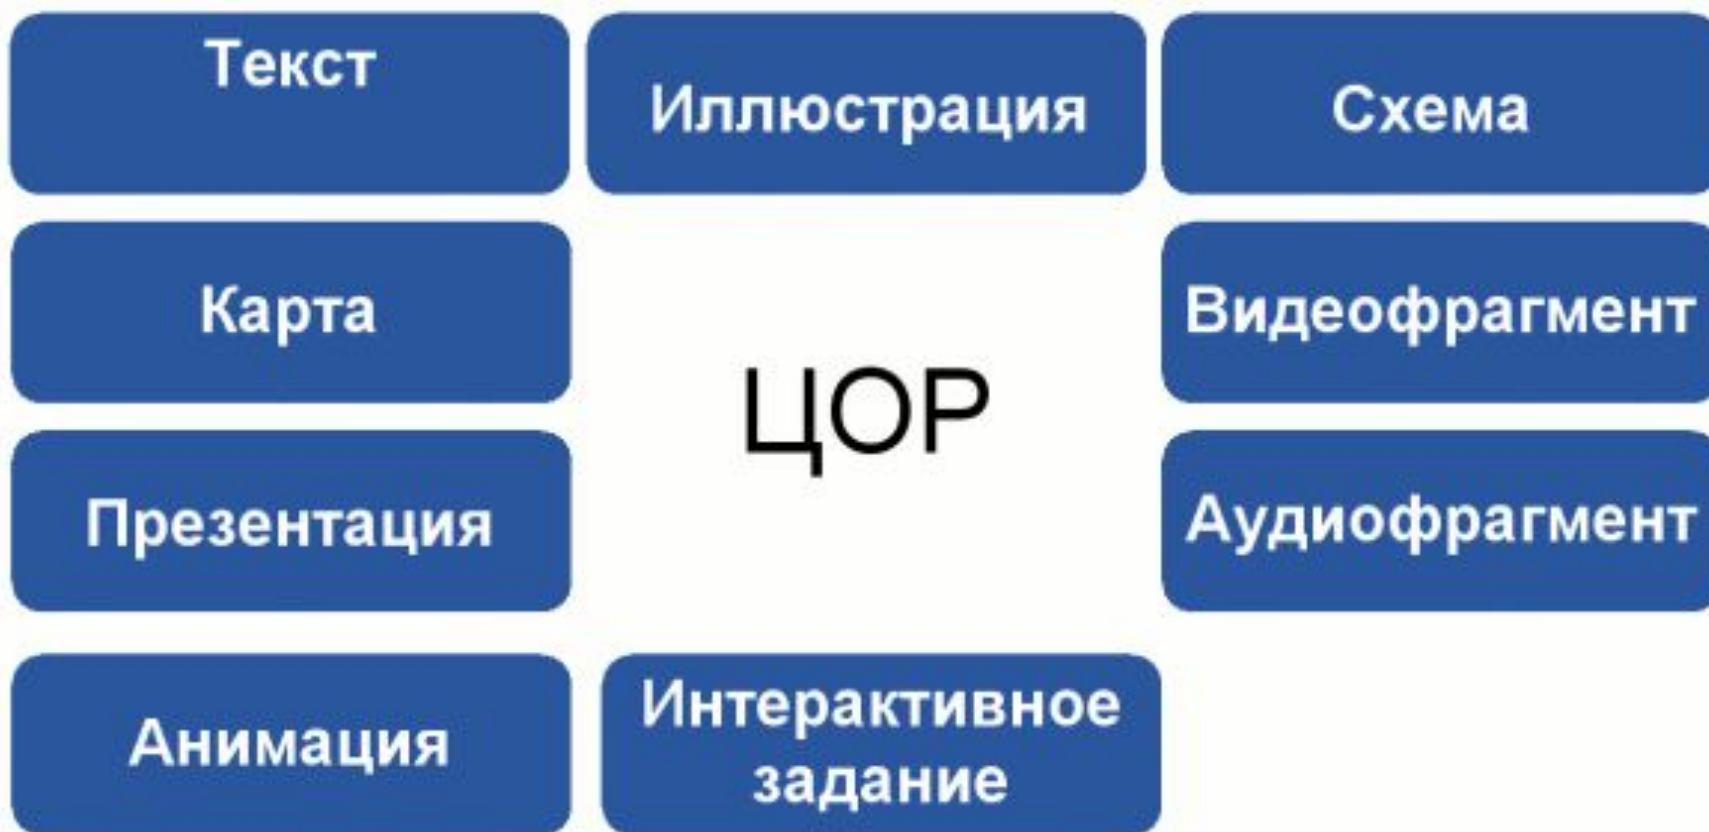 Текст
Иллюстрация
Схема
Карта
Видеофрагмент
ЦОР
Презентация
Аудиофрагмент
Анимация
Интерактивное
задание